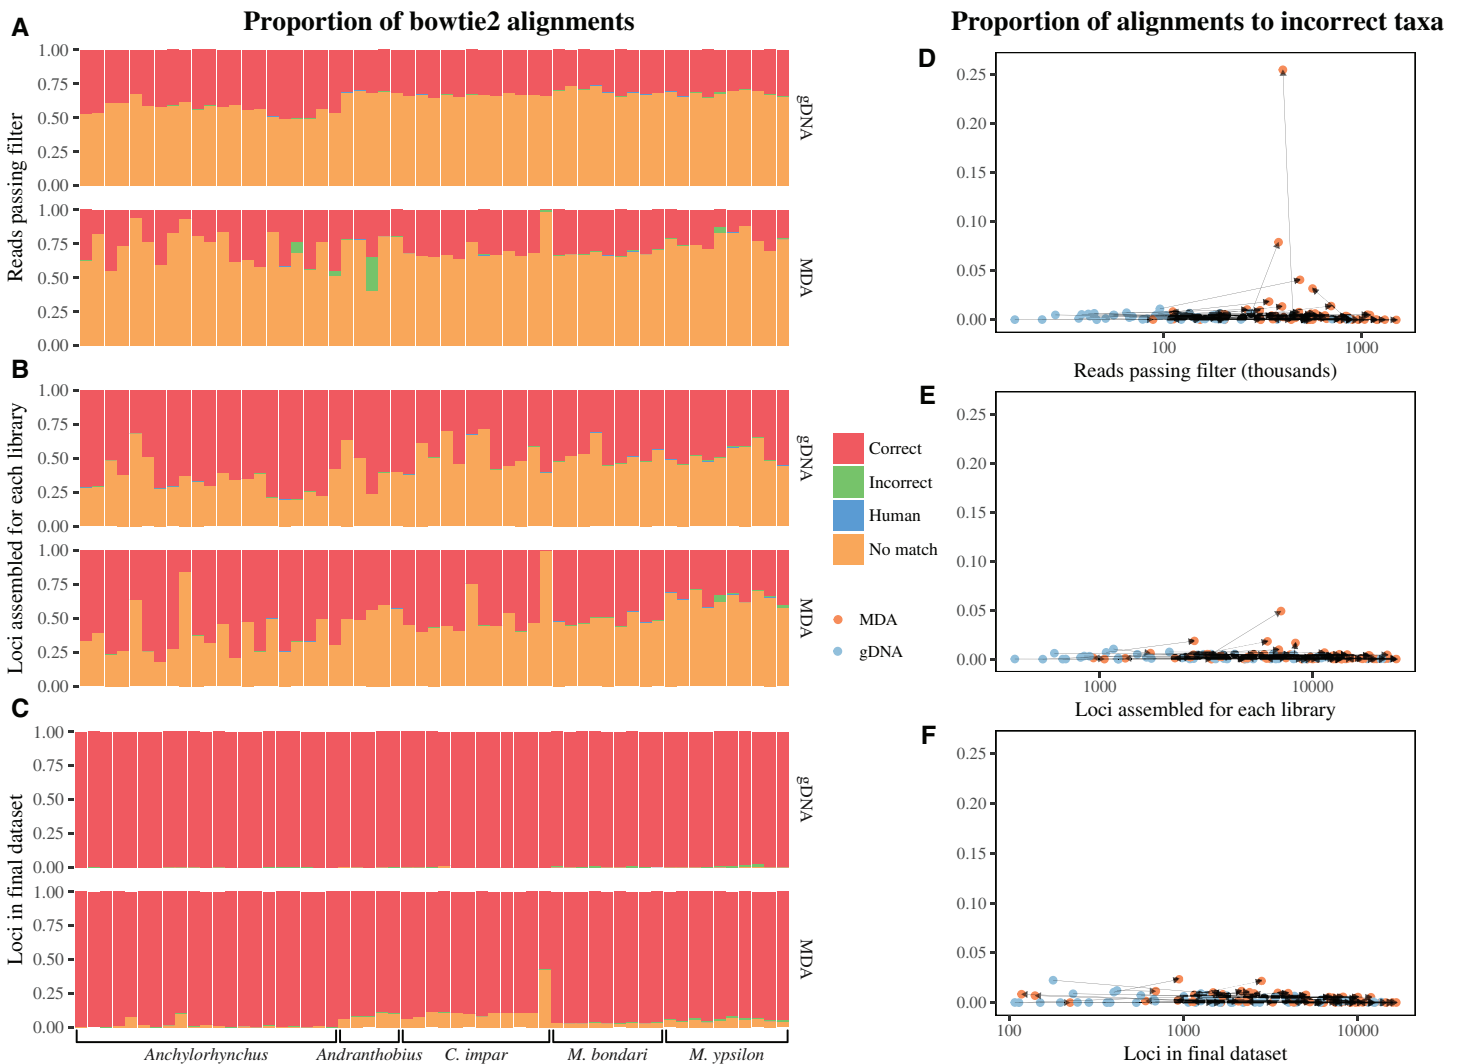 Proportion of bowtie2 alignments
Proportion of alignments to incorrect taxa
A
Reads passing filter
1.00
0.75
0.50
0.25
0.00
gDNA
1.00
0.75
0.50
0.25
0.00
MDA
B
Loci assembled for each library
1.00
0.75
0.50
0.25
0.00
gDNA
1.00
0.75
0.50
0.25
0.00
MDA
C
Loci in final dataset
1.00
0.75
0.50
0.25
0.00
gDNA
1.00
0.75
0.50
0.25
0.00
MDA
Anchylorhynchus
Andranthobius
C. impar
M. bondari
M. ypsilon
Correct
Incorrect
Human
No match
MDA
gDNA
D
0.25
0.20
0.15
0.10
0.05
0.00
100
1000
Reads passing filter (thousands)
E
0.25
0.20
0.15
0.10
0.05
0.00
1000
10000
Loci assembled for each library
F
0.25
0.20
0.15
0.10
0.05
0.00
100
1000
10000
Loci in final dataset